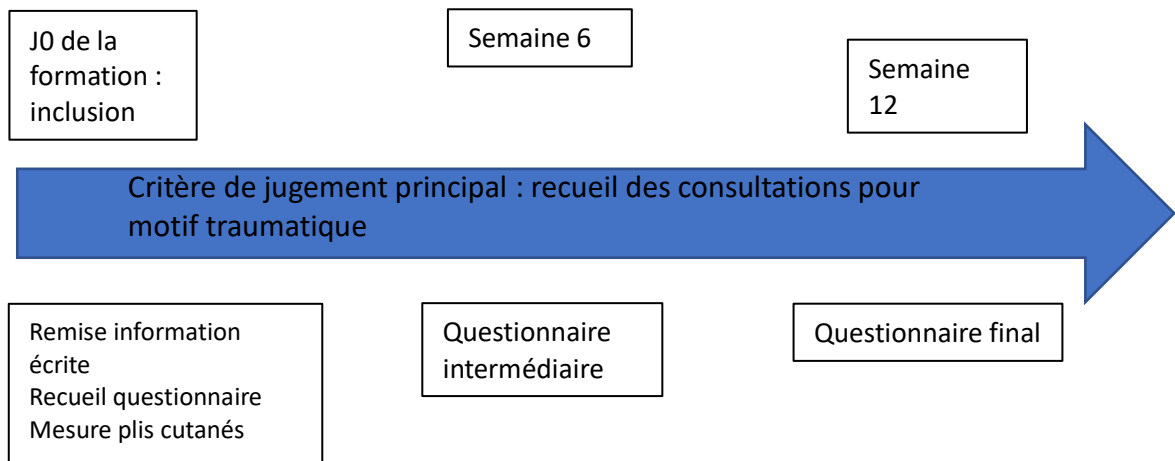 J0 de la
formation :
inclusion
Semaine 6
Semaine
12
Critère de jugement principal : recueil des consultations pour
motif traumatique
Remise information
écrite
Recueil questionnaire
Mesure plis cutanés
Questionnaire
intermédiaire
Questionnaire final